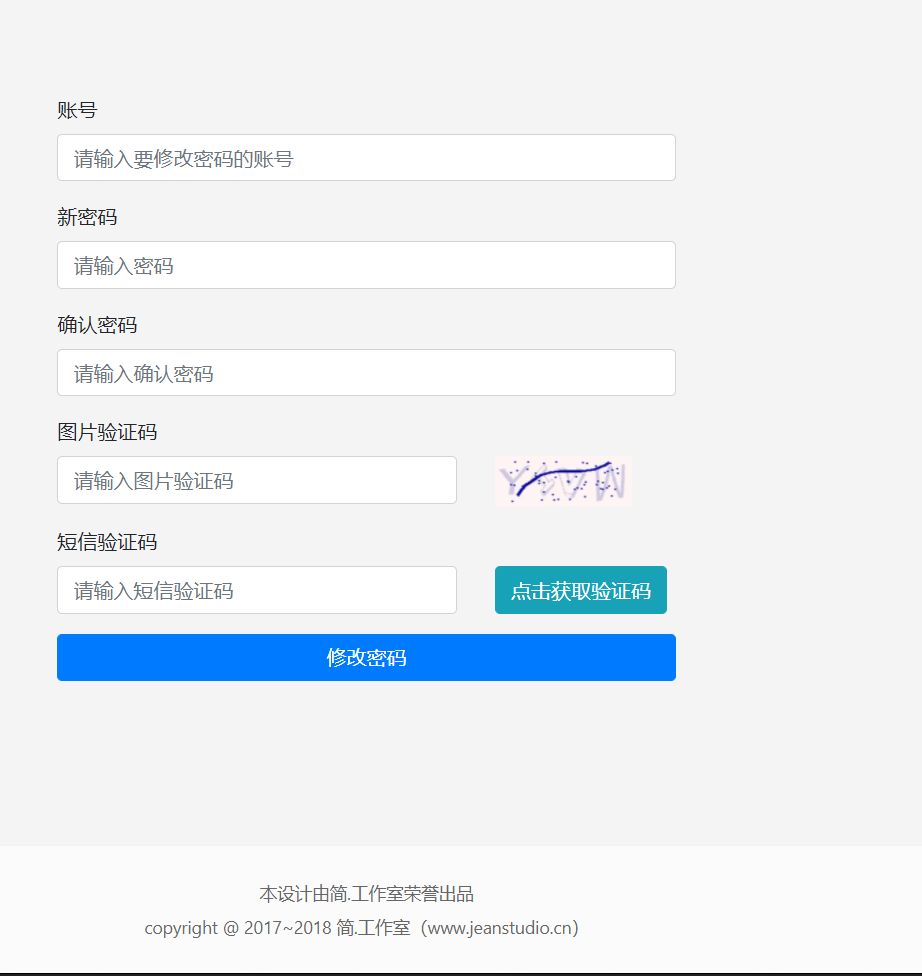 账号
请输入要修改密码的账号
新密码
请输入密码
确认密码
请输入确认密码
图片验证码
请输入图片验证码
短信验证码
请输入短信验证码
点击获取验证码
修改密码
本设计由简.工作室荣誉出品
copyright @ 2017~2018 简.工作室（www.jeanstudio.cn）